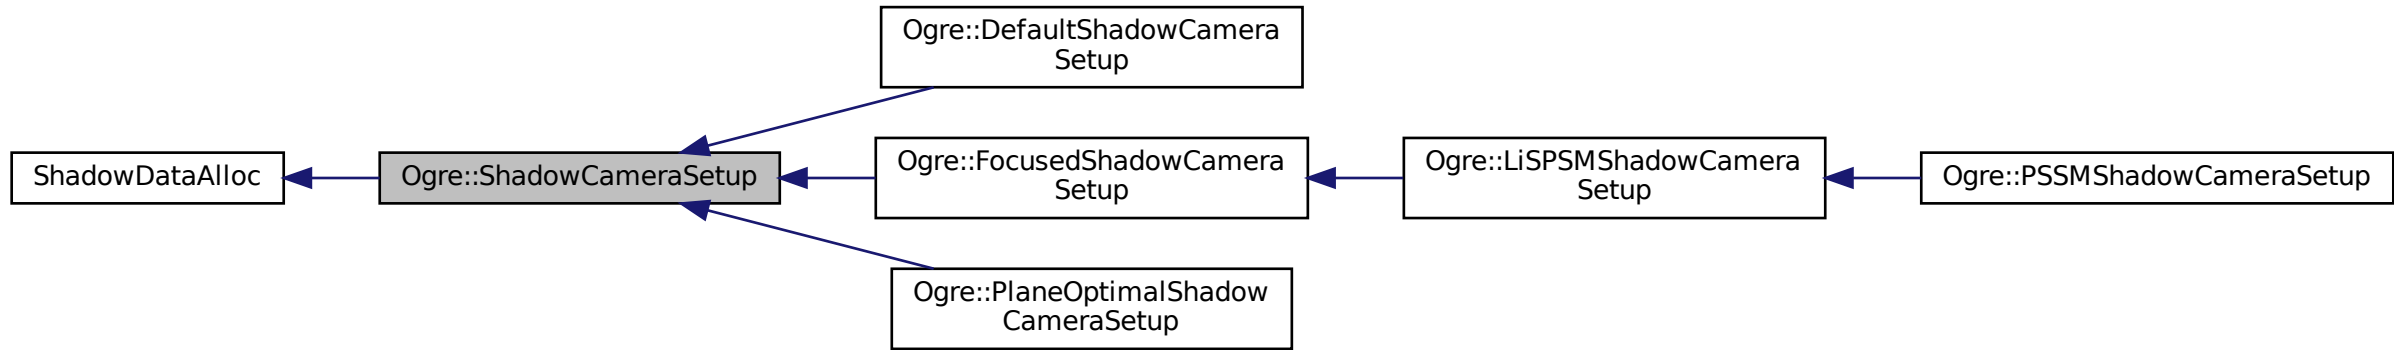 ShadowDataAlloc
Ogre::ShadowCameraSetup
Ogre::DefaultShadowCamera
Setup
Ogre::FocusedShadowCamera
Setup
Ogre::PlaneOptimalShadow
CameraSetup
Ogre::LiSPSMShadowCamera
Setup
Ogre::PSSMShadowCameraSetup